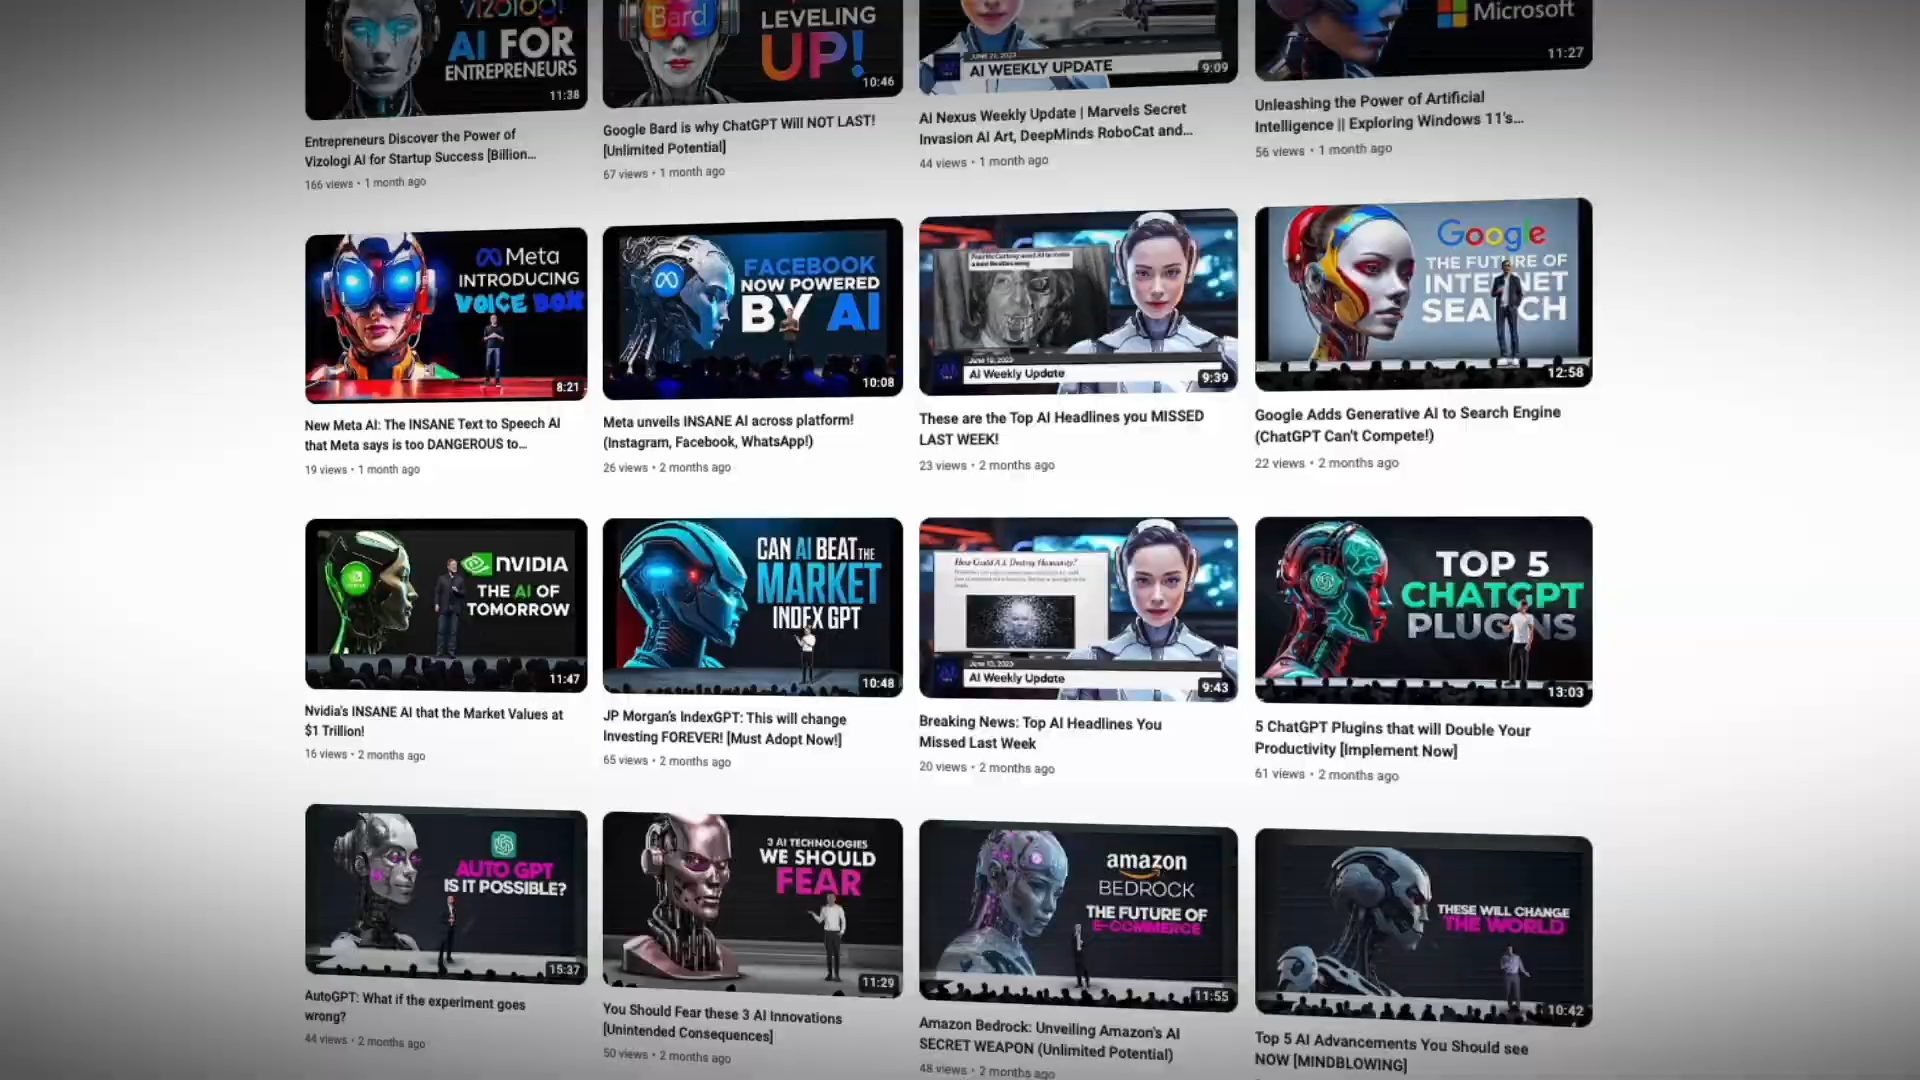 Vizologi
AI FOR
ENTREPRENEURS
11:38
Entrepreneurs Discover the Power of
Vizologi AI for Startup Success [Billion...
166 views • 1 month ago
Bard
LEVELING
UP!
10:46
Google Bard is why ChatGPT Will NOT LAST!
[Unlimited Potential]
67 views • 1 month ago
AI WEEKLY UPDATE
9:09
AI Nexus Weekly Update | Marvels Secret
Invasion AI Art, DeepMinds RoboCat and...
44 views • 1 month ago
Microsoft
11:27
Unleashing the Power of Artificial
Intelligence || Exploring Windows 11's...
56 views • 1 month ago
Meta
INTRODUCING
VOICE BOX
8:21
New Meta AI: The INSANE Text to Speech AI
that Meta says is too DANGEROUS to...
19 views • 1 month ago
FACEBOOK
NOW POWERED
BY AI
10:08
Meta unveils INSANE AI across platform!
(Instagram, Facebook, WhatsApp!)
26 views • 2 months ago
AI Weekly Update
9:39
These are the Top AI Headlines you MISSED
LAST WEEK!
23 views • 2 months ago
Google
THE FUTURE OF
INTERNET
SEARCH
12:58
Google Adds Generative AI to Search Engine
(ChatGPT Can't Compete!)
22 views • 2 months ago
NVIDIA
THE AI OF
TOMORROW
11:47
Nvidia's INSANE AI that the Market Values at
$1 Trillion!
16 views • 2 months ago
CAN AI BEAT THE
MARKET
INDEX GPT
10:48
JP Morgan's IndexGPT: This will change
Investing FOREVER! [Must Adopt Now!]
65 views • 2 months ago
How Could A.I. Destroy Humanity?
June 10, 2023
AI Weekly Update
9:43
Breaking News: Top AI Headlines You
Missed Last Week
20 views • 2 months ago
TOP 5
CHATGPT
PLUGINS
13:03
5 ChatGPT Plugins that will Double Your
Productivity [Implement Now]
61 views • 2 months ago
AUTO GPT
IS IT POSSIBLE?
15:37
AutoGPT: What if the experiment goes
wrong?
44 views • 2 months ago
3 AI TECHNOLOGIES
WE SHOULD
FEAR
11:29
You Should Fear these 3 AI Innovations
[Unintended Consequences]
50 views • 2 months ago
amazon
BEDROCK
THE FUTURE OF
E-COMMERCE
11:55
Amazon Bedrock: Unveiling Amazon's AI
SECRET WEAPON (Unlimited Potential)
48 views • 2 months ago
THESE WILL CHANGE
THE WORLD
10:42
Top 5 AI Advancements You Should see
NOW [MINDBLOWING]